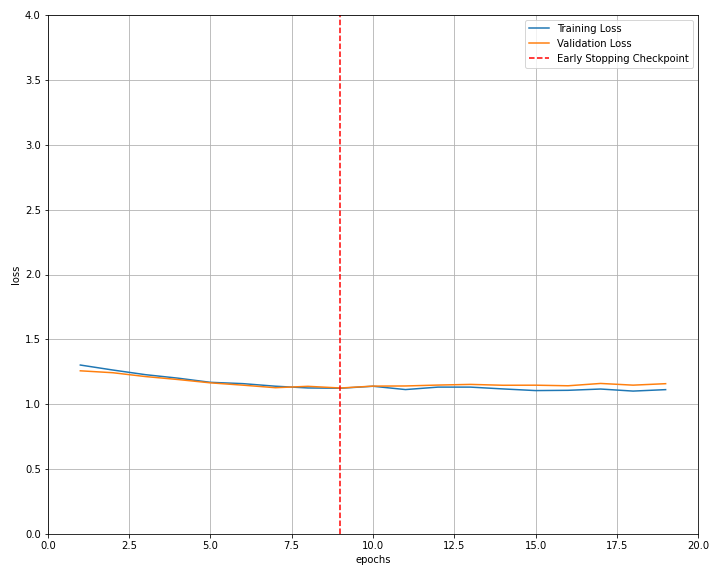 4.0
3.5
3.0
2.5
2.0
1.5
1.0
0.5
0.0
loss
Training Loss
Validation Loss
Early Stopping Checkpoint
0.0 2.5 5.0 7.5 10.0 12.5 15.0 17.5 20.0
epochs